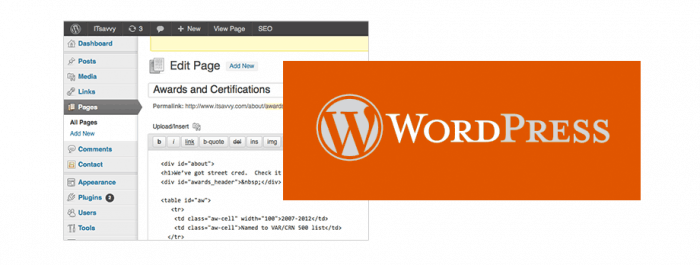 ITsavvy 3 + New View Page SEO
Dashboard
Posts
Media
Links
Pages
All Pages
Add New
Comments
Contact
Appearance
Plugins 2
Users
Tools
Edit Page Add New
Awards and Certifications
Permalink: http://www.itsavvy.com/about/awards
Upload/Insert
b i link b-quote del ins img
<div id="about">
<h1>We've got street cred. Check it
<div id="awards_header">&nbsp;</div>
<table id="aw">
<tr>
<td class="aw-cell" width="100">2007-2012</td>
<td class="aw-cell">Named to VAR/CRN 500 list</td>
</tr>
WORDPRESS